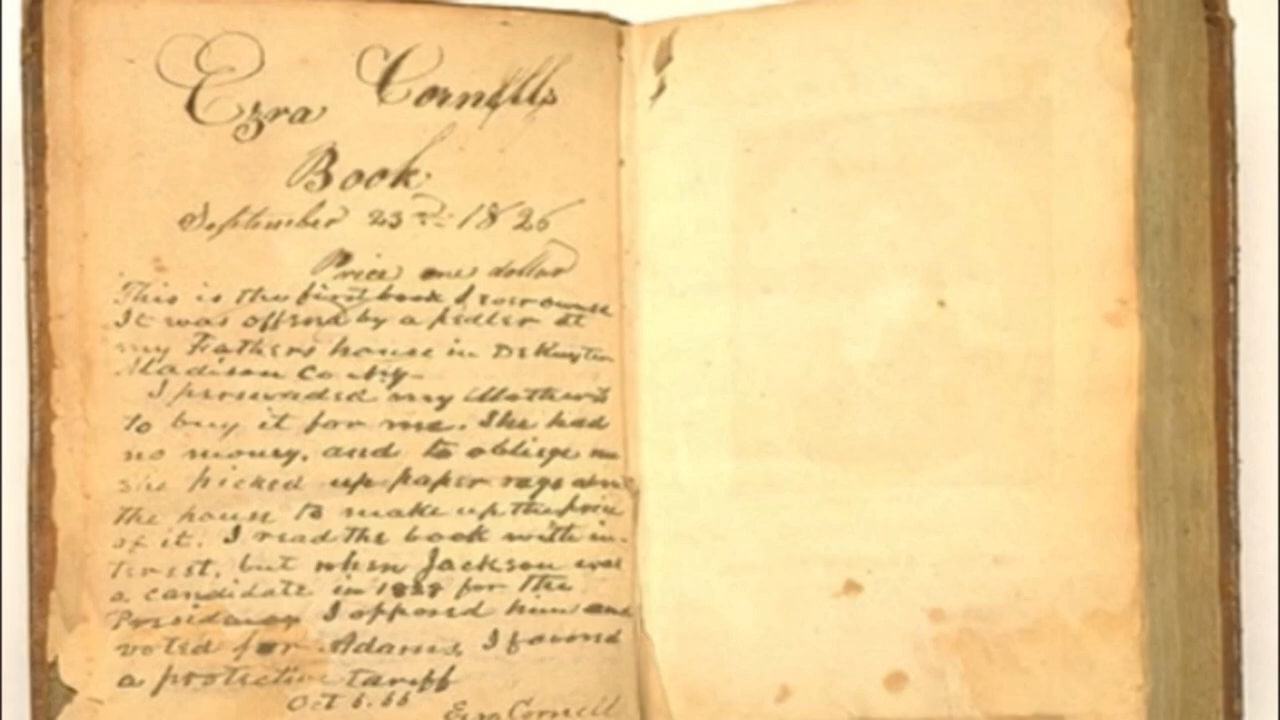 Ezra Cornells
Book
September 23rd 1826
Price one dollar
This is the first book I ever owned
It was offered by a pedler at
my Fathers house in DeRuyter
Madison Co. Ny.
I perswaded my Mother
to buy it for me. She had
no money, and to obliege me
she picked up paper rags about
the house to make up the price
of it. I read the book with in-
terest, but when Jackson was
a candidate in 1828 for the
Presidency I opposed him and
voted for Adams, I favored
a protective tariff
Oct 6. 66
Ezra Cornell